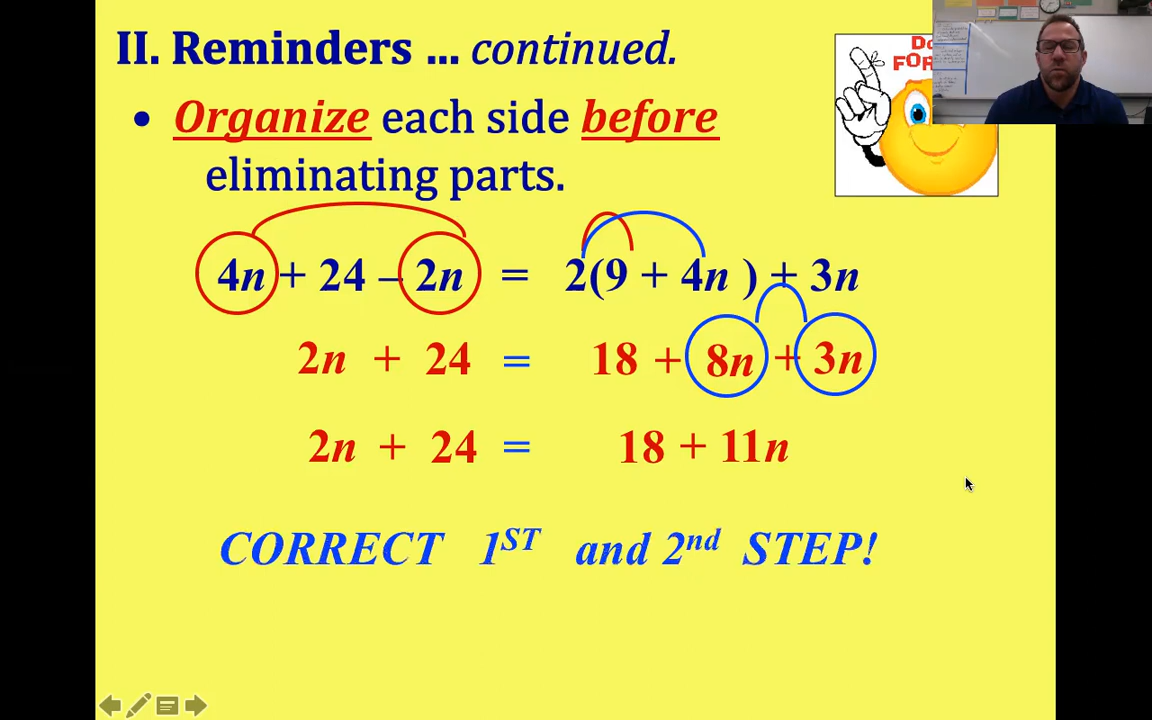 II. Reminders ... continued.
• Organize each side before
eliminating parts.
4n + 24 – 2n = 2(9 + 4n ) + 3n
2n + 24 = 18 + 8n + 3n
2n + 24 = 18 + 11n
CORRECT 1ST and 2nd STEP!